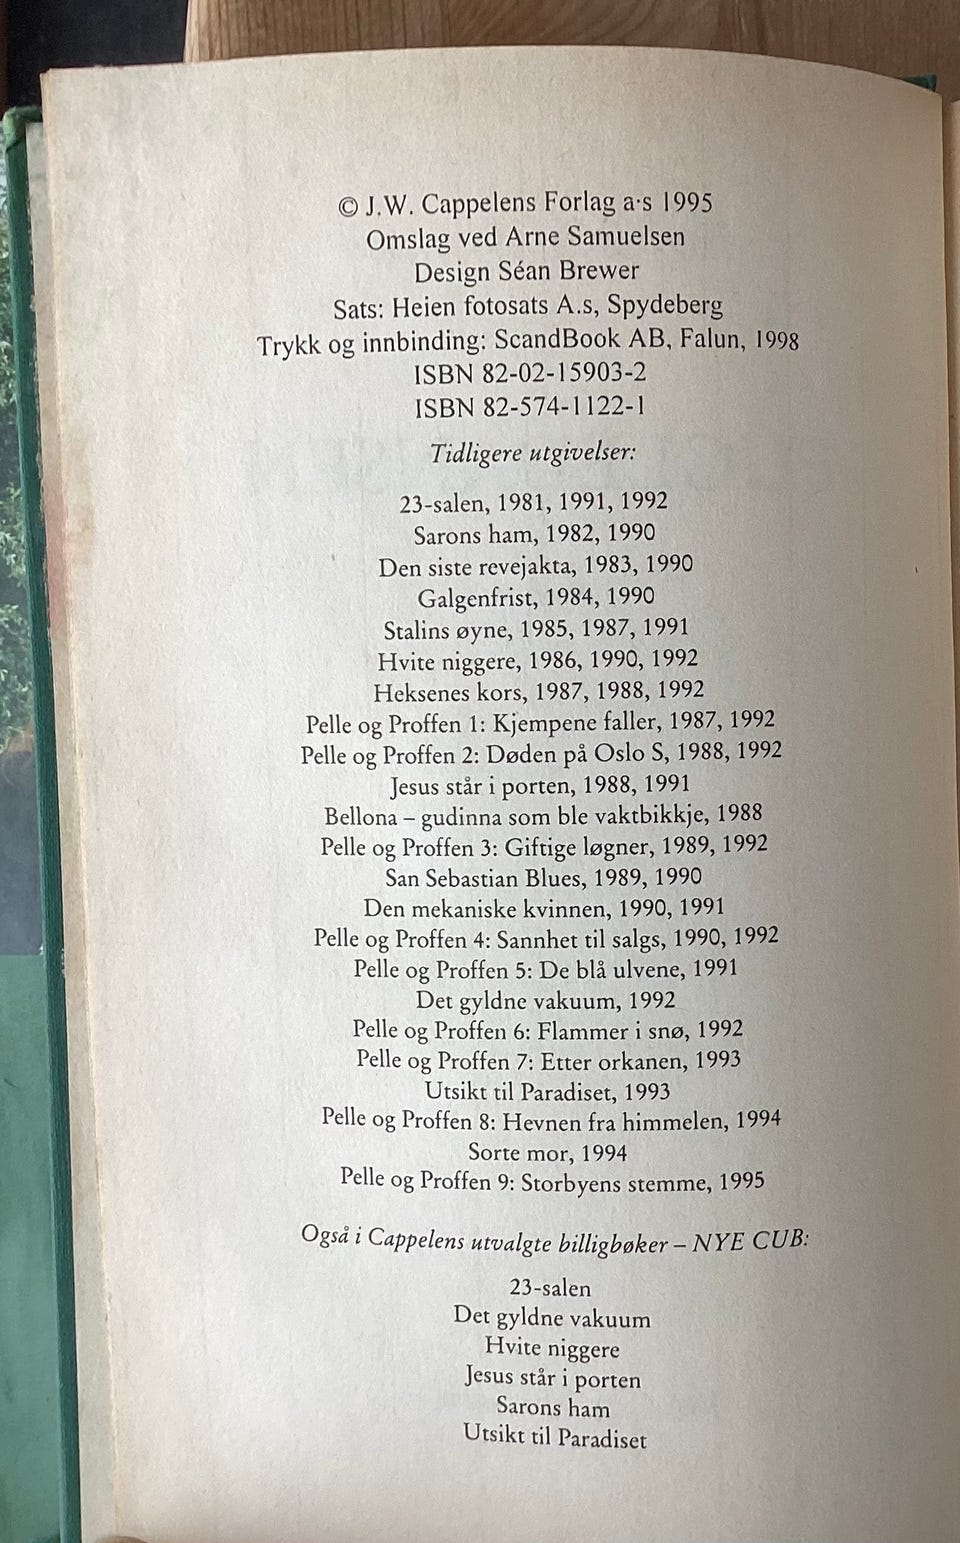 © J.W. Cappelens Forlag a·s 1995
Omslag ved Arne Samuelsen
Design Séan Brewer
Sats: Heien fotosats A.s, Spydeberg
Trykk og innbinding: ScandBook AB, Falun, 1998
ISBN 82-02-15903-2
ISBN 82-574-1122-1
Tidligere utgivelser:
23-salen, 1981, 1991, 1992
Sarons ham, 1982, 1990
Den siste revejakta, 1983, 1990
Galgenfrist, 1984, 1990
Stalins øyne, 1985, 1987, 1991
Hvite niggere, 1986, 1990, 1992
Heksenes kors, 1987, 1988, 1992
Pelle og Proffen 1: Kjempene faller, 1987, 1992
Pelle og Proffen 2: Døden på Oslo S, 1988, 1992
Jesus står i porten, 1988, 1991
Bellona – gudinna som ble vaktbikkje, 1988
Pelle og Proffen 3: Giftige løgner, 1989, 1992
San Sebastian Blues, 1989, 1990
Den mekaniske kvinnen, 1990, 1991
Pelle og Proffen 4: Sannhet til salgs, 1990, 1992
Pelle og Proffen 5: De blå ulvene, 1991
Det gyldne vakuum, 1992
Pelle og Proffen 6: Flammer i snø, 1992
Pelle og Proffen 7: Etter orkanen, 1993
Utsikt til Paradiset, 1993
Pelle og Proffen 8: Hevnen fra himmelen, 1994
Sorte mor, 1994
Pelle og Proffen 9: Storbyens stemme, 1995
Også i Cappelens utvalgte billigbøker – NYE CUB:
23-salen
Det gyldne vakuum
Hvite niggere
Jesus står i porten
Sarons ham
Utsikt til Paradiset